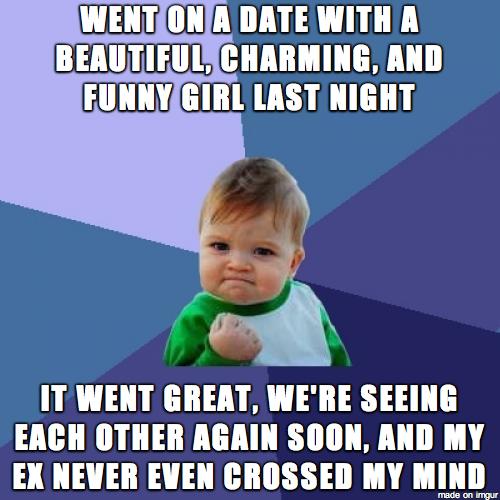 WENT ON A DATE WITH A
BEAUTIFUL, CHARMING, AND
FUNNY GIRL LAST NIGHT
IT WENT GREAT, WE'RE SEEING
EACH OTHER AGAIN SOON, AND MY
EX NEVER EVEN CROSSED MY MIND
made on imgur